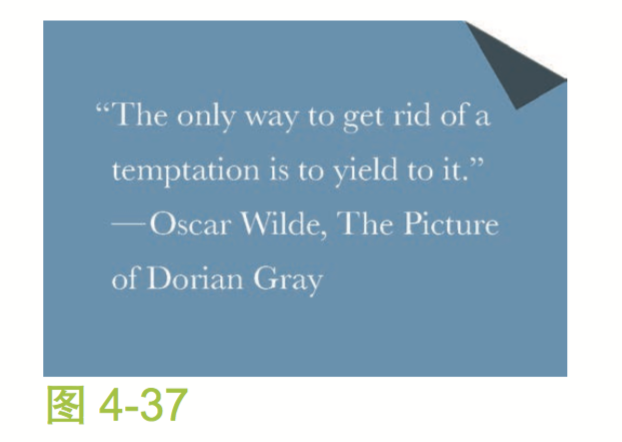 “The only way to get rid of a
temptation is to yield to it.”
—Oscar Wilde, The Picture
of Dorian Gray
图 4-37